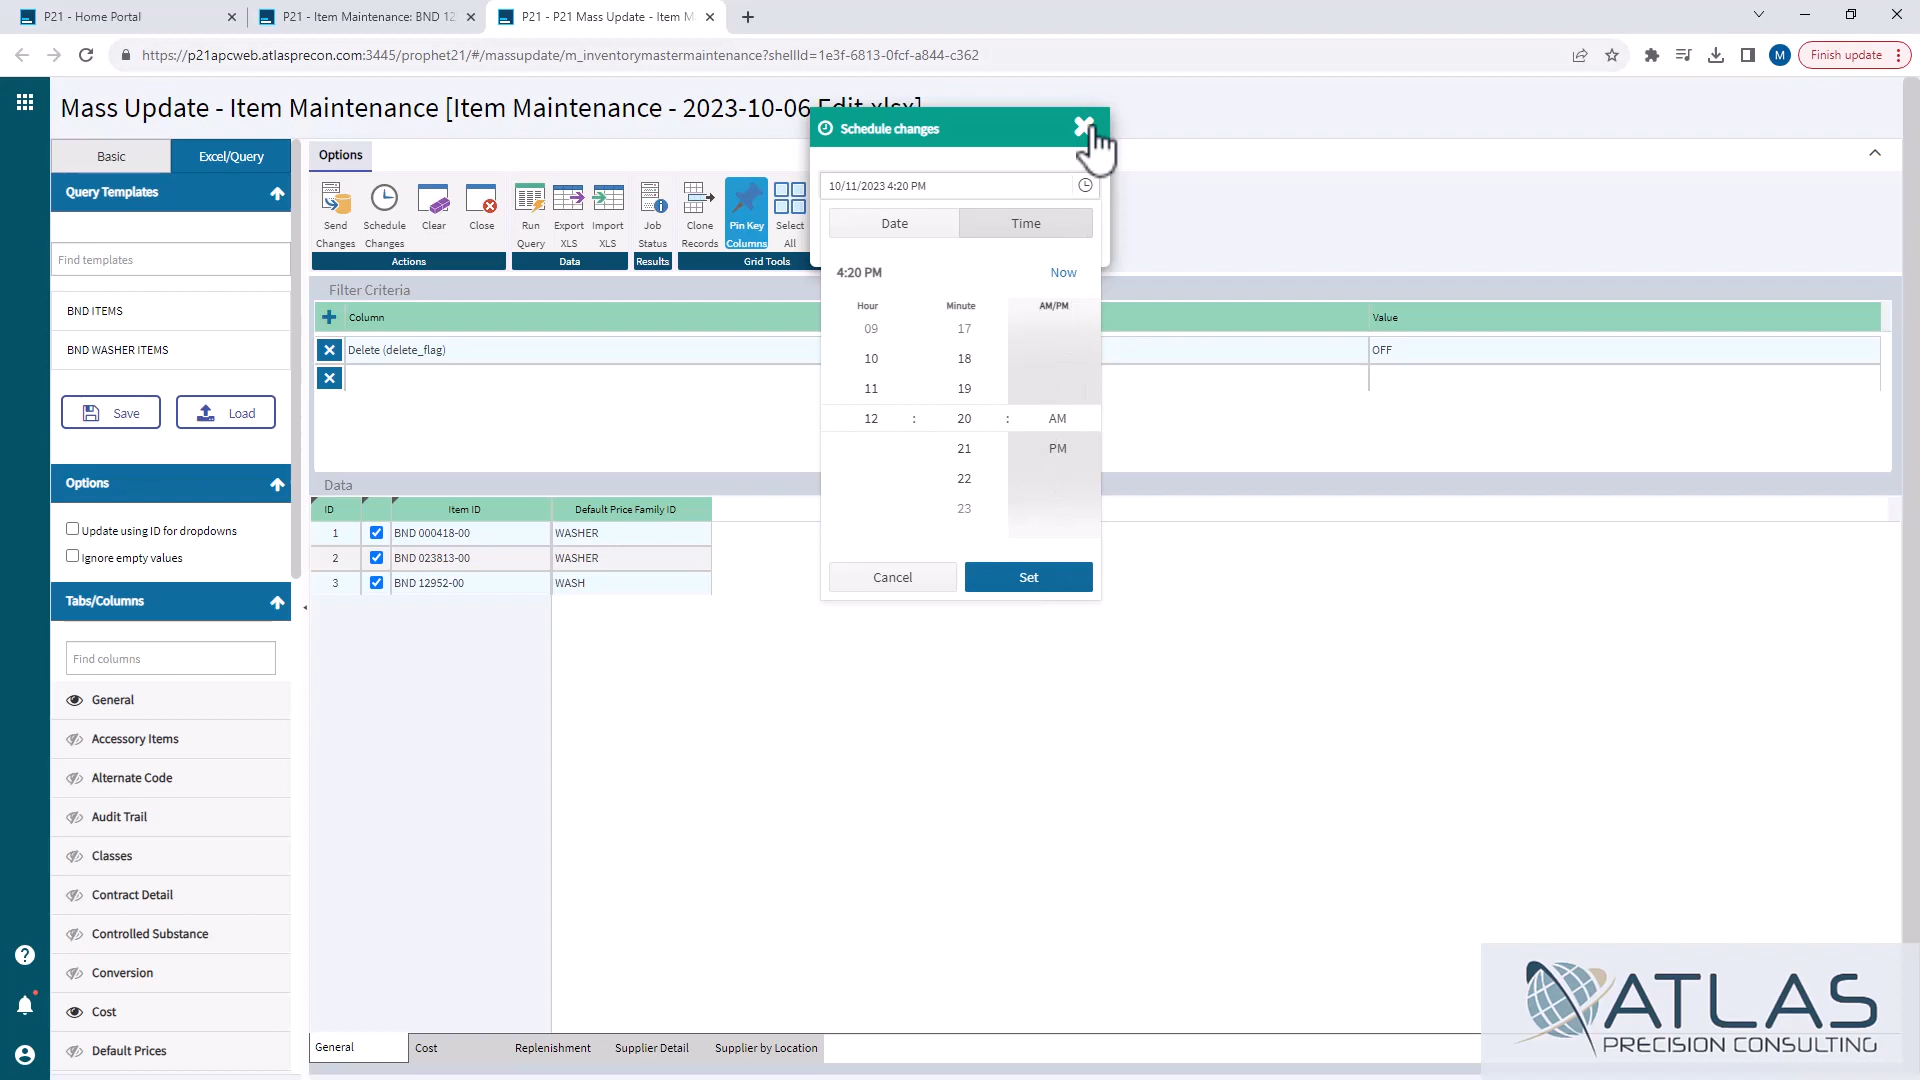 P21 - Home Portal
P21 - Item Maintenance: BND 12
P21 - P21 Mass Update - Item M
https://p21apcweb.atlasprecon.com:3445/prophet21/#/massupdate/m_inventorymastermaintenance?shellId=1e3f-6813-0fcf-a844-c362
M
Finish update
Mass Update - Item Maintenance [Item Maintenance - 2023-10-06 Edit.xlsx]
Schedule changes
Basic
Excel/Query
Options
Query Templates
10/11/2023 4:20 PM
Send Changes
Schedule Changes
Clear
Close
Run Query
Export XLS
Import XLS
Job Status
Clone Records
Pin Key Columns
Select All
Actions
Data
Results
Grid Tools
Date
Time
Find templates
4:20 PM
Now
Filter Criteria
Hour
Minute
AM/PM
BND ITEMS
Column
Value
09
17
BND WASHER ITEMS
Delete (delete_flag)
OFF
10
18
11
19
Save
Load
12 : 20 : AM
21
PM
22
23
Options
Data
ID
Item ID
Default Price Family ID
Update using ID for dropdowns
1
BND 000418-00
WASHER
Ignore empty values
2
BND 023813-00
WASHER
3
BND 12952-00
WASH
Cancel
Set
Tabs/Columns
Find columns
General
Accessory Items
Alternate Code
Audit Trail
Classes
Contract Detail
Controlled Substance
Conversion
Cost
Default Prices
General
Cost
Replenishment
Supplier Detail
Supplier by Location
ATLAS
PRECISION CONSULTING